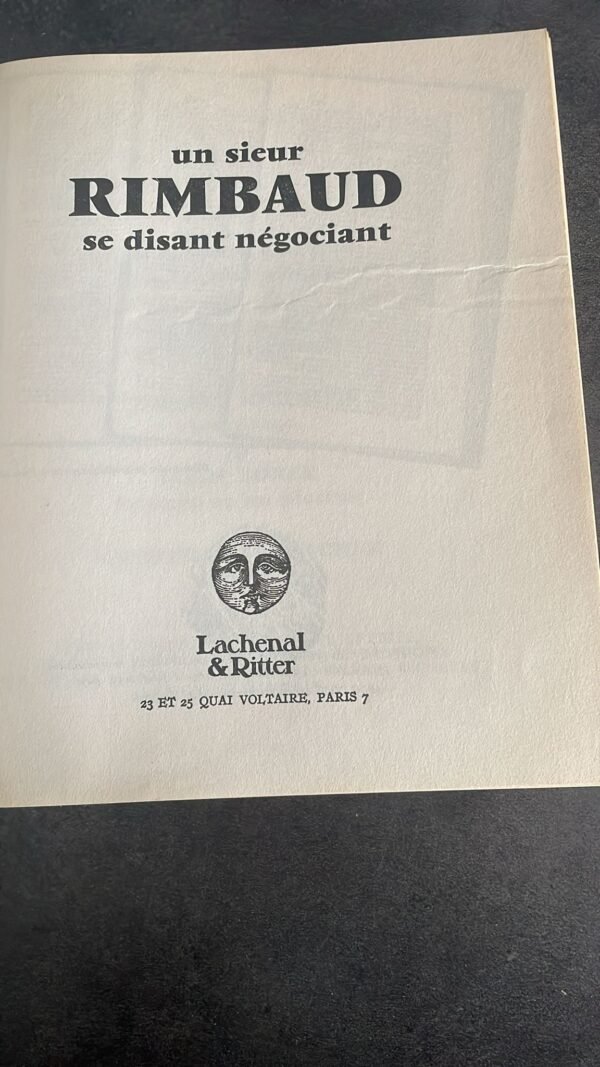 un sieur
RIMBAUD
se disant négociant
Lachenal
& Ritter
23 ET 25 QUAI VOLTAIRE, PARIS 7